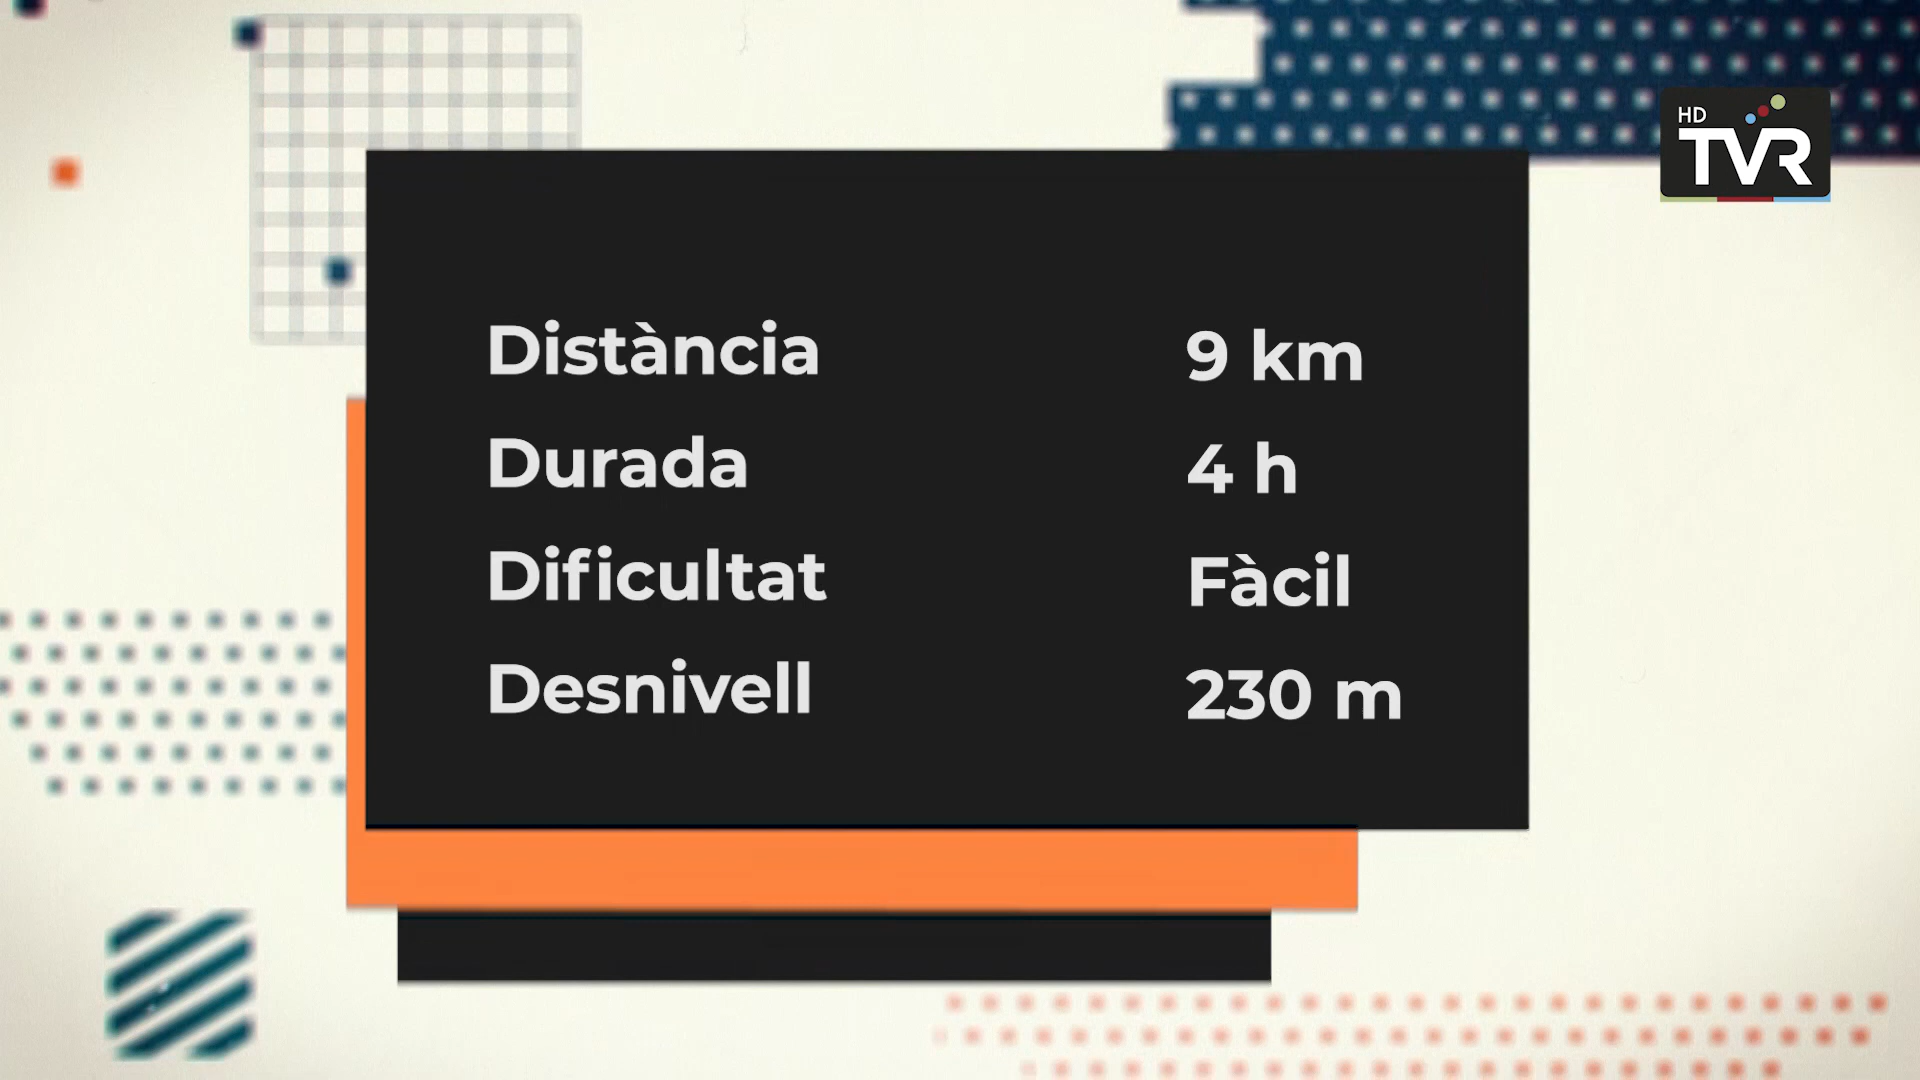 HD
TVR
Distància 9 km
Durada 4 h
Dificultat Fàcil
Desnivell 230 m